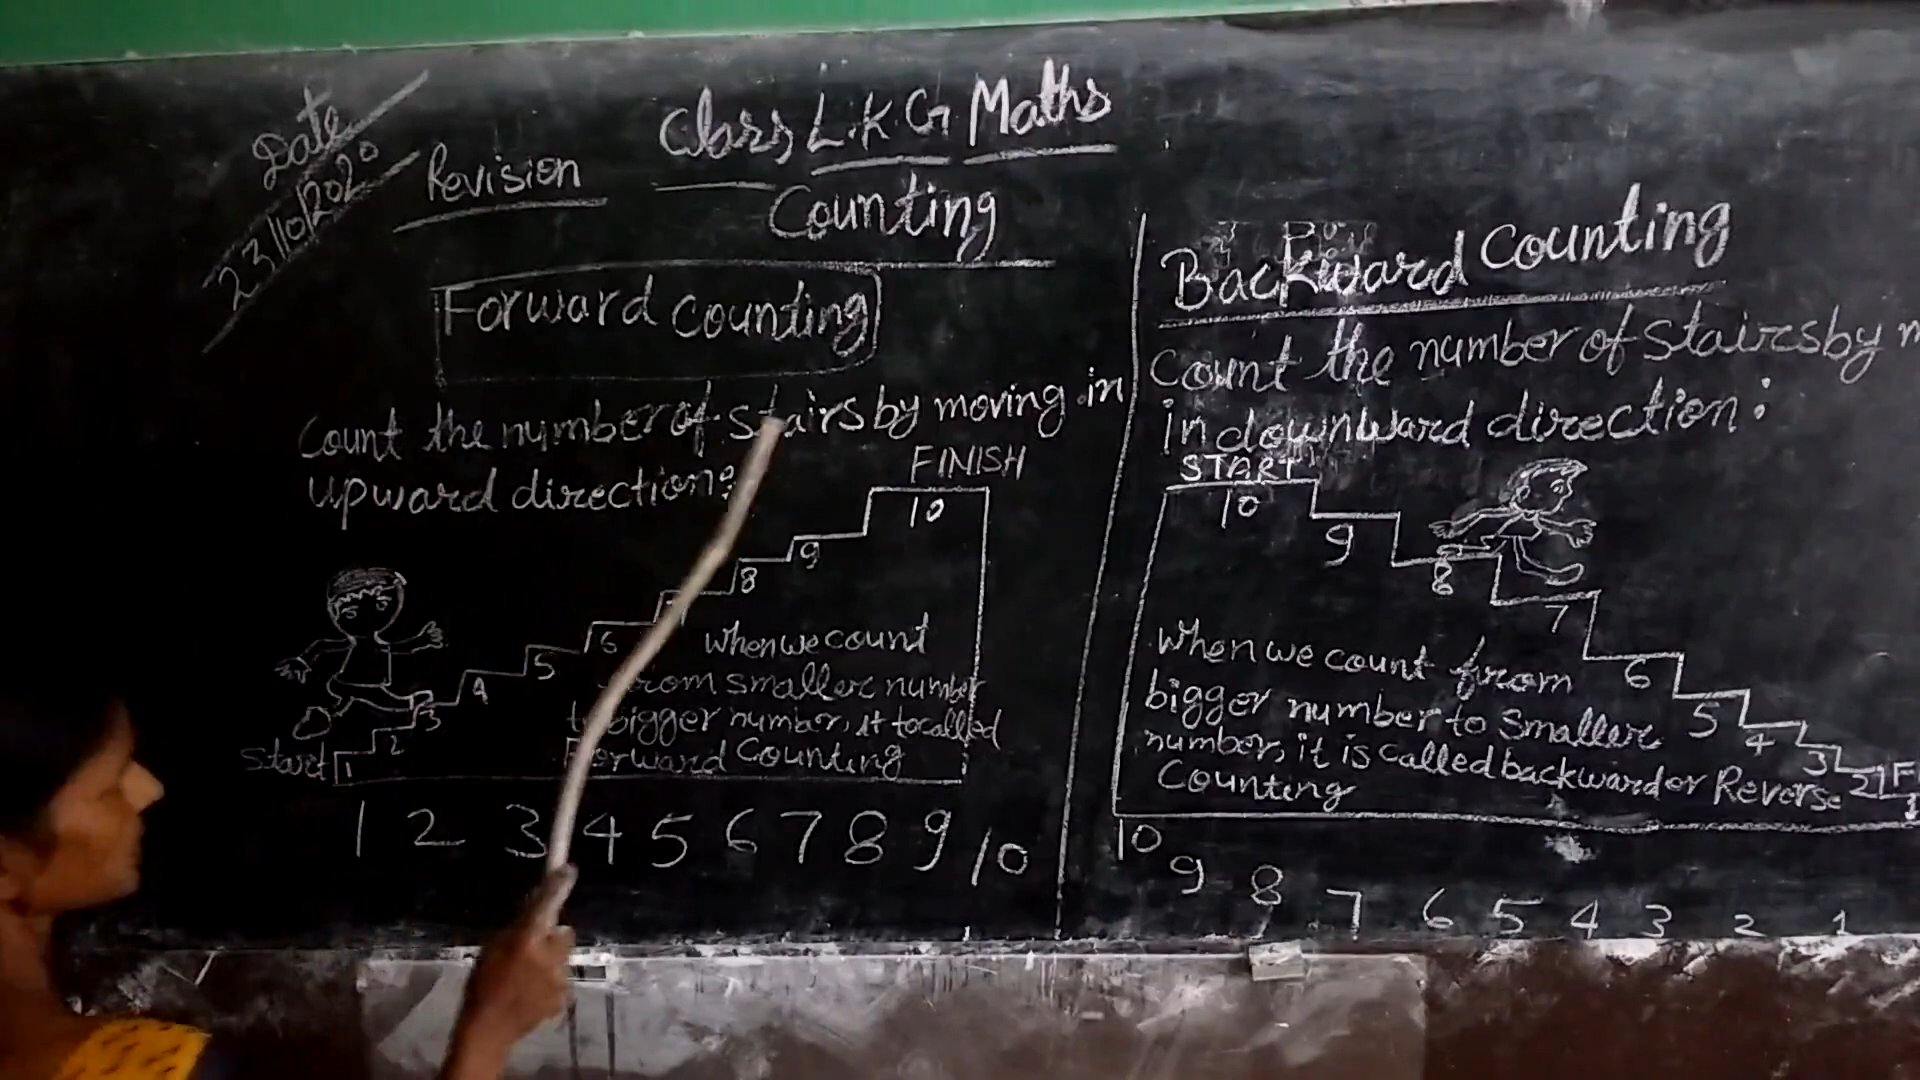 Date
23/10/2020
Revision
Class L.K.G Maths
Counting
Forward counting
Count the number of stairs by moving in
upward direction:
FINISH
10
9
8
7
6
5
4
3
2
Start 1
When we count
from smaller number
to bigger number, it to called
Forward Counting
1 2 3 4 5 6 7 8 9 10
Backward Counting
Count the number of stairs by
in downward direction:
START
10
9
8
7
6
5
4
3
2
1
When we count from
bigger number to smaller
number, it is called backward or Reverse
Counting
10 9 8 7 6 5 4 3 2 1